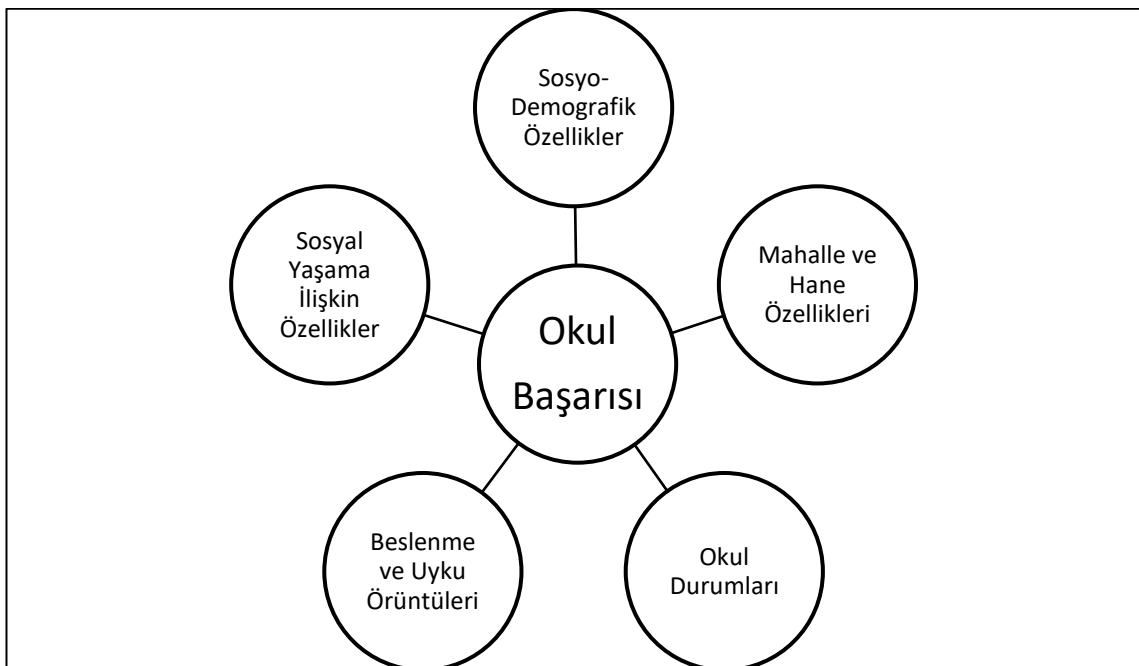 Sosyo-
Demografik
Özellikler
Mahalle ve
Hane
Özellikleri
Okul
Durumları
Beslenme
ve Uyku
Örüntüleri
Sosyal
Yaşama
İlişkin
Özellikler
Okul
Başarısı